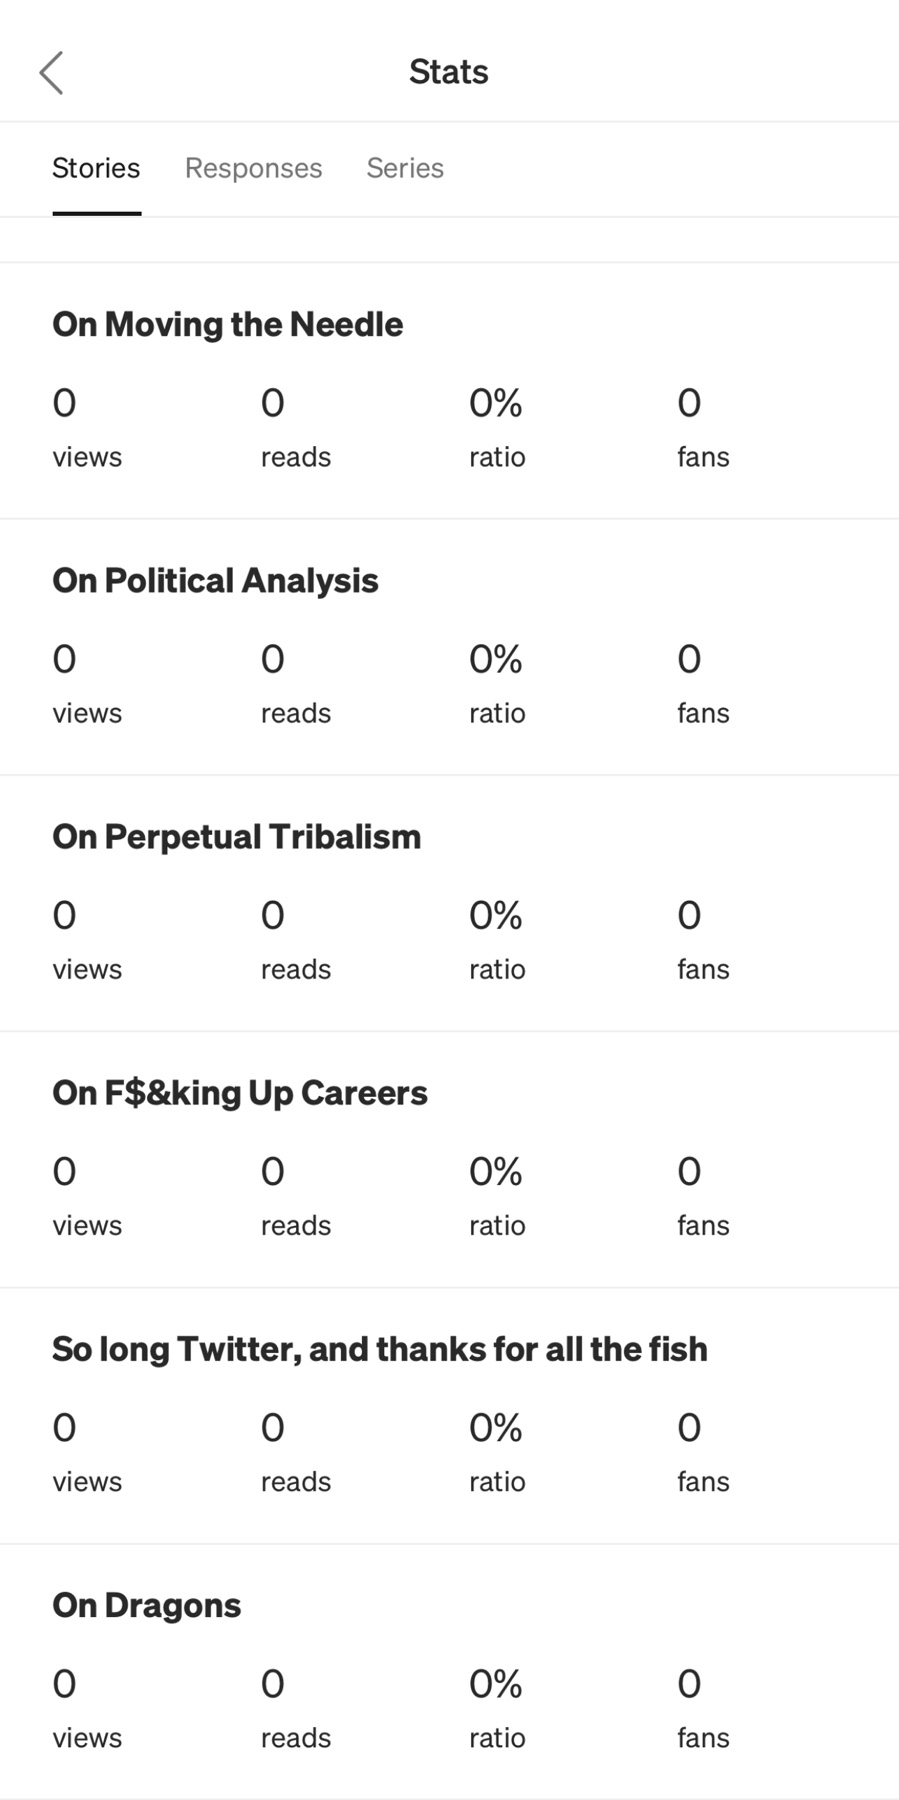 Stats
Stories Responses Series
On Moving the Needle
0 0 0% 0
views reads ratio fans
On Political Analysis
0 0 0% 0
views reads ratio fans
On Perpetual Tribalism
0 0 0% 0
views reads ratio fans
On F$&king Up Careers
0 0 0% 0
views reads ratio fans
So long Twitter, and thanks for all the fish
0 0 0% 0
views reads ratio fans
On Dragons
0 0 0% 0
views reads ratio fans